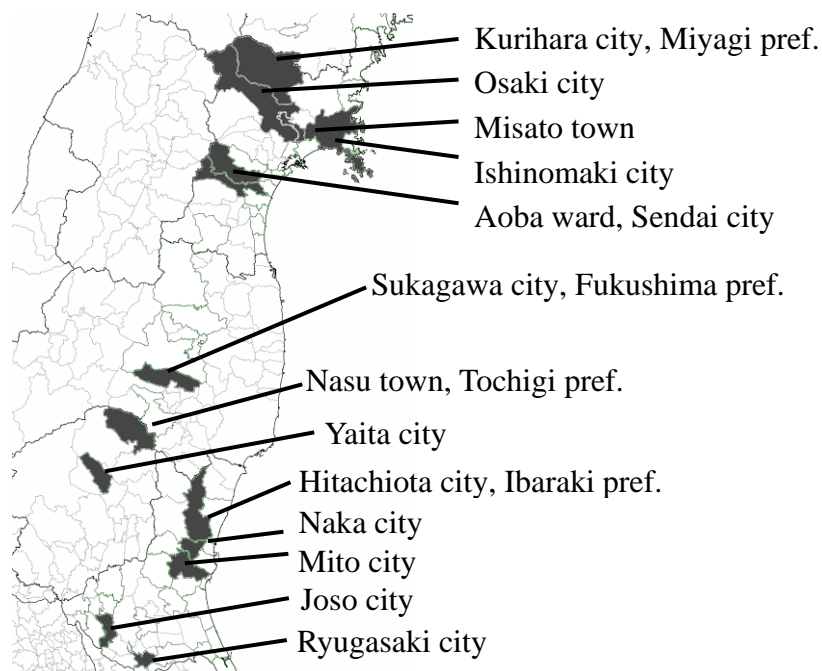 Kurihara city, Miyagi pref.
Osaki city
Misato town
Ishinomaki city
Aoba ward, Sendai city
Sukagawa city, Fukushima pref.
Nasu town, Tochigi pref.
Yaita city
Hitachiota city, Ibaraki pref.
Naka city
Mito city
Joso city
Ryugasaki city